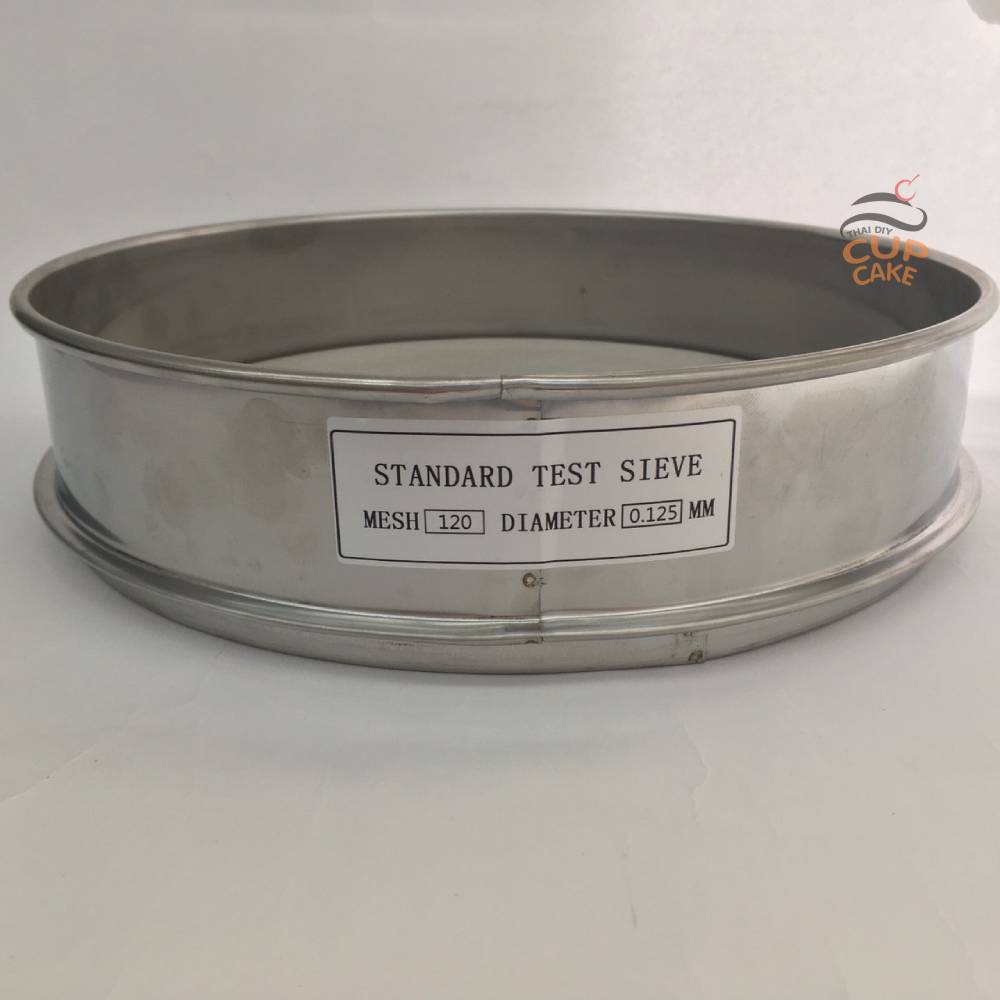 THAI DIY
CUP
CAKE
STANDARD TEST SIEVE
MESH 120 DIAMETER 0.125 MM